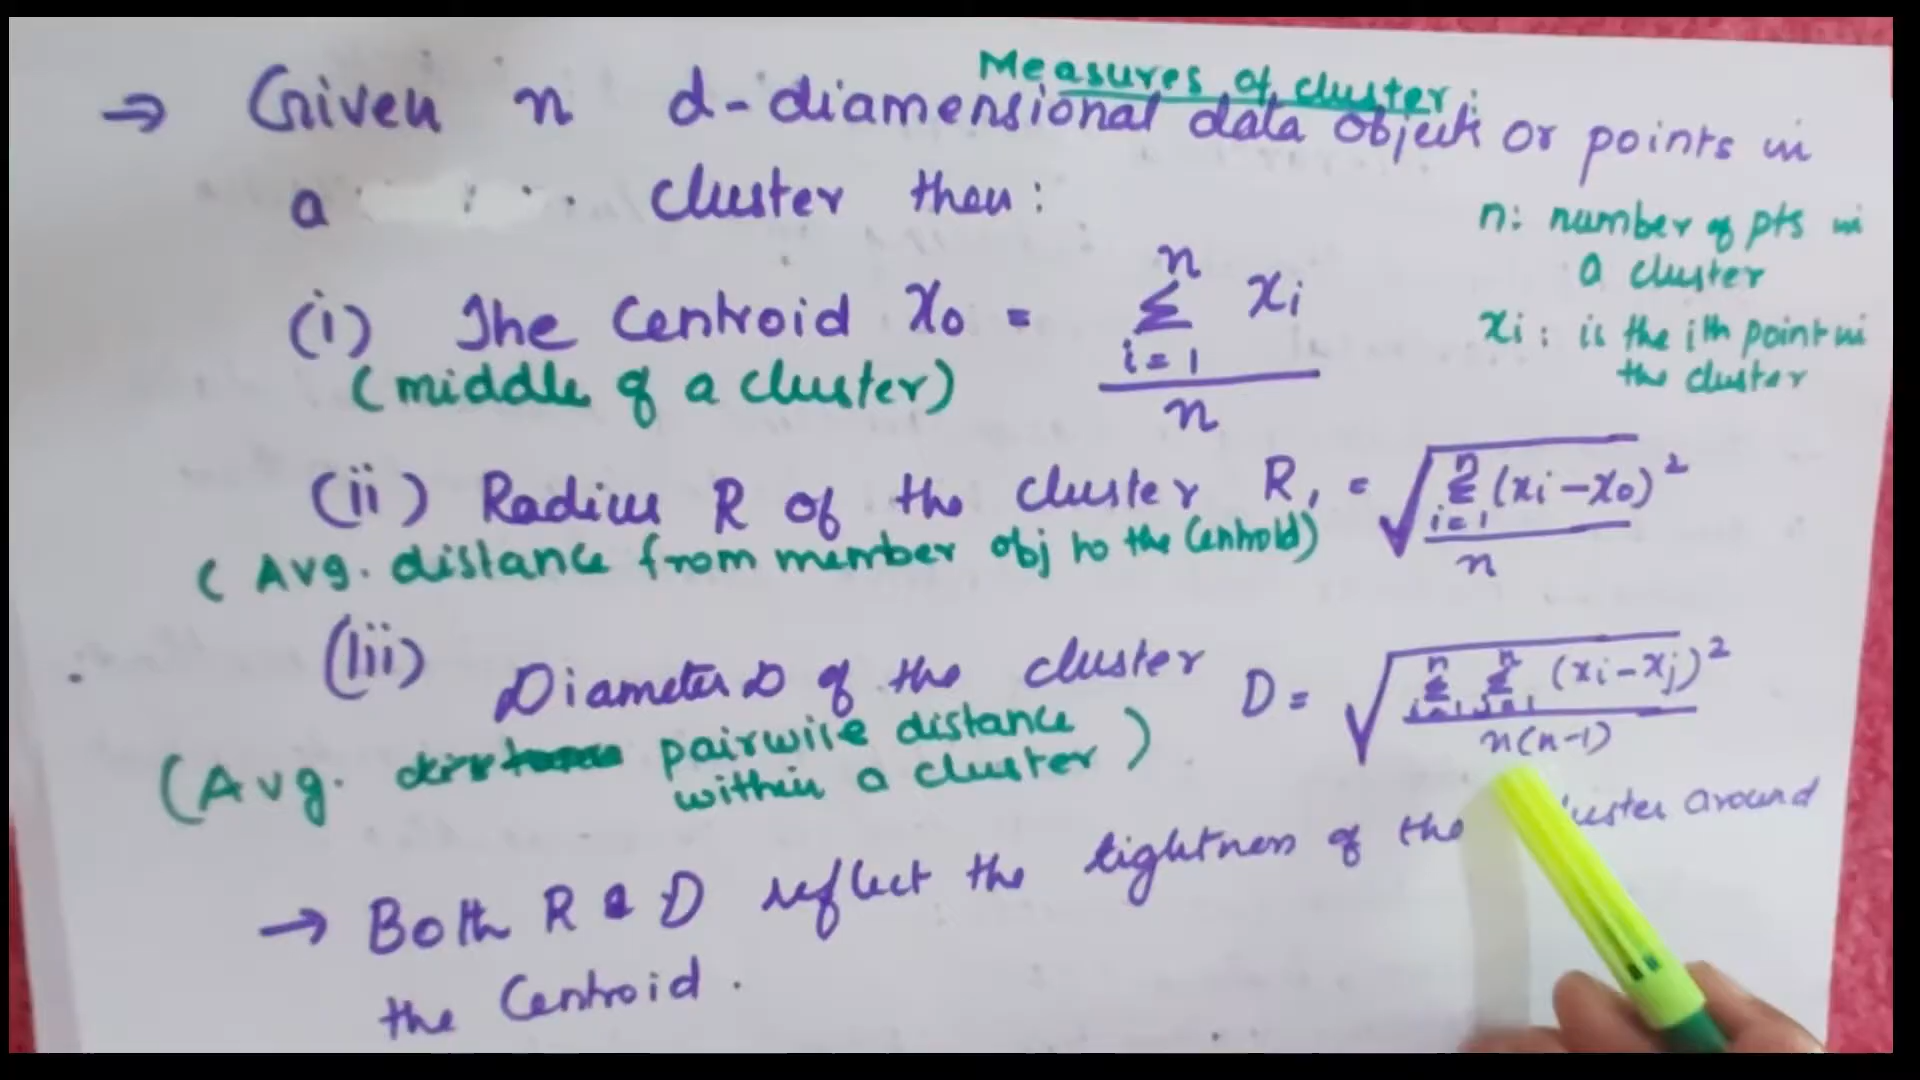 Measures of cluster:
⇒ Given n d-diamensional data object or points in
a cluster then:
n: number of pts in
a cluster
xi: is the ith point in
the cluster
(i) The Centroid x0 = n Σ i=1 xi / n
(middle of a cluster)
(ii) Radius R of the cluster R, = √ n Σ i=1 (xi-x0)² / n
(Avg. distance from member obj to the Centroid)
(iii) Diameter D of the cluster D = √ n Σ i=1 n Σ j=1 (xi-xj)² / n(n-1)
(Avg. pairwise distance
within a cluster)
→ Both R & D reflect the tightness of the uster around
the Centroid.